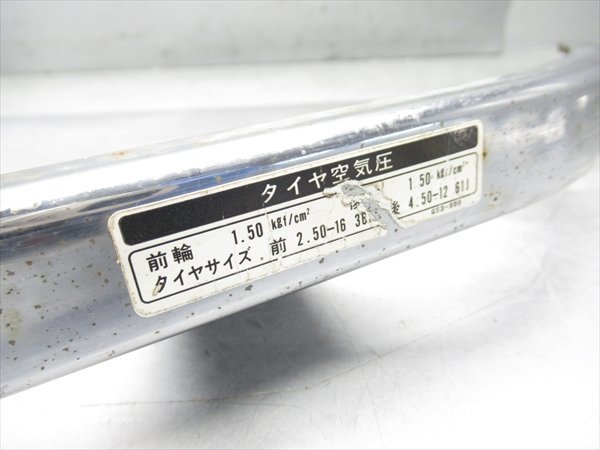 タイヤ空気圧
前輪 1.50 kgf/cm² 1.50 kgf/cm²
タイヤサイズ 前 2.50-16 後 4.50-12 61J